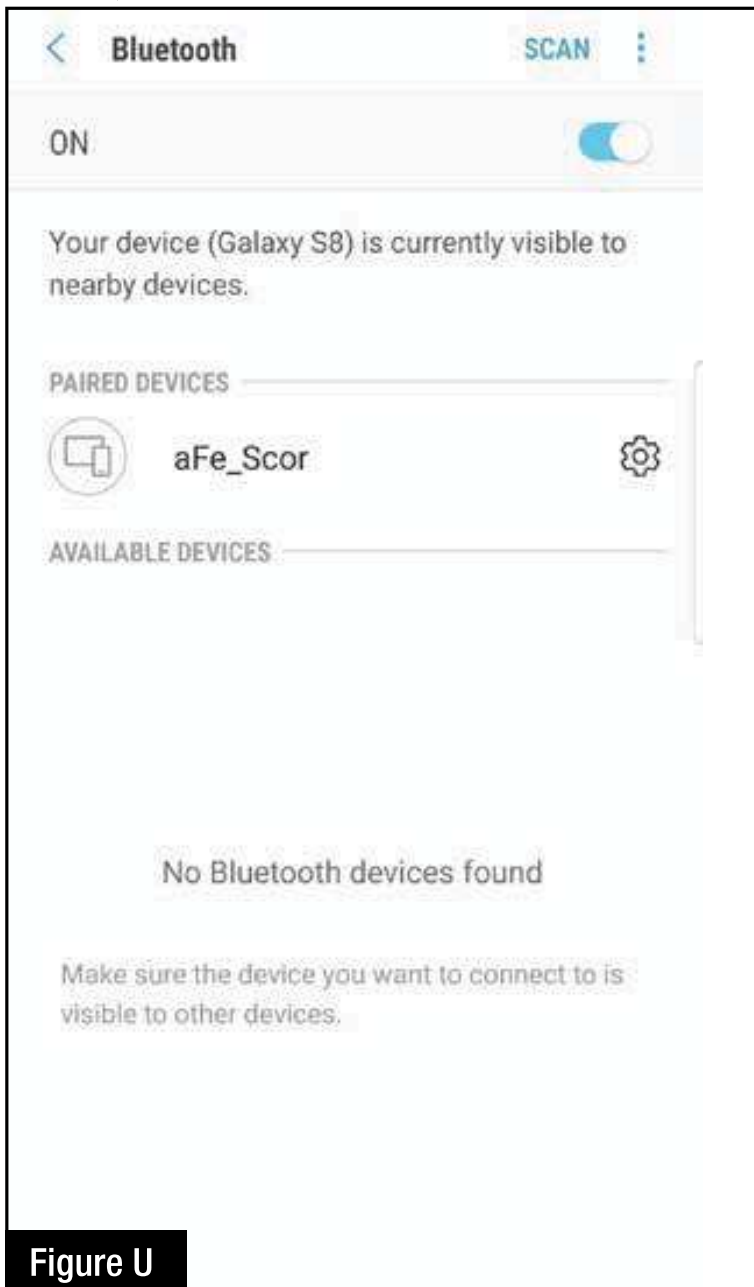 Bluetooth SCAN
ON
Your device (Galaxy S8) is currently visible to
nearby devices.
PAIRED DEVICES
aFe_Scor
AVAILABLE DEVICES
No Bluetooth devices found
Make sure the device you want to connect to is
visible to other devices.
Figure U